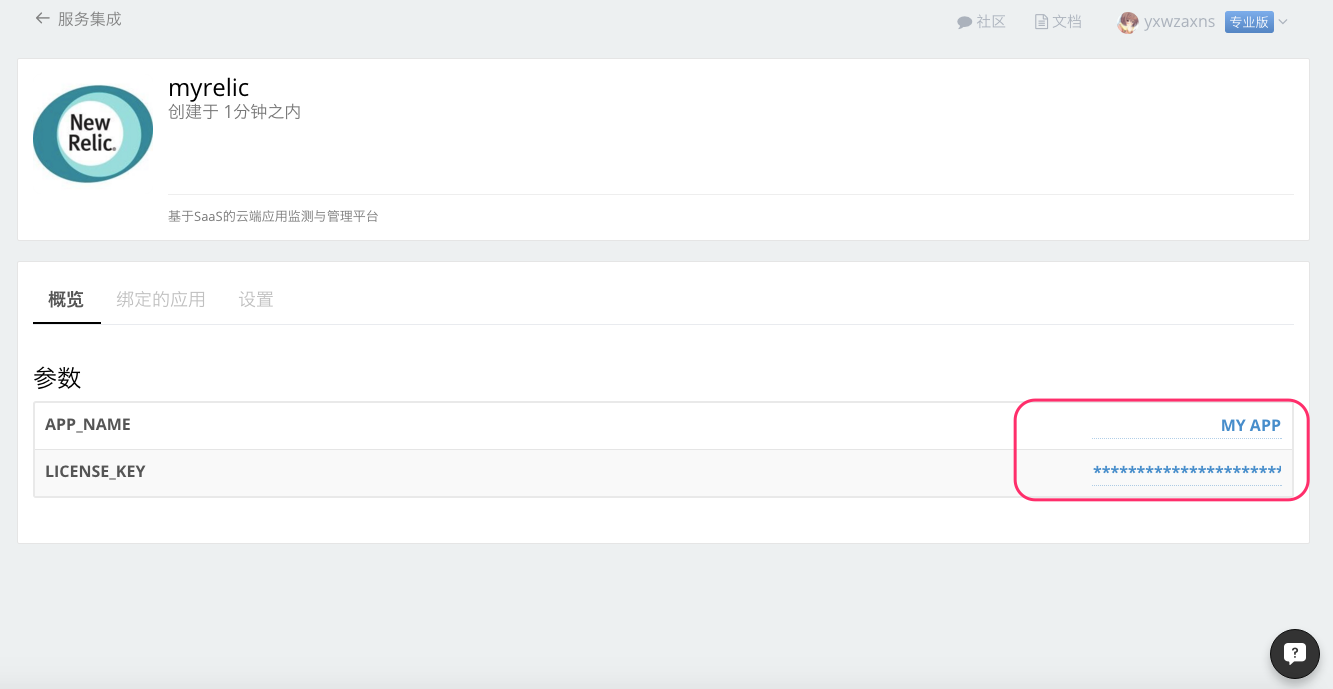 服务集成
社区
文档
yxwzaxns
专业版
New
Relic.
myrelic
创建于 1分钟之内
基于SaaS的云端应用监测与管理平台
概览
绑定的应用
设置
参数
APP_NAME
MY APP
LICENSE_KEY
**********************
?